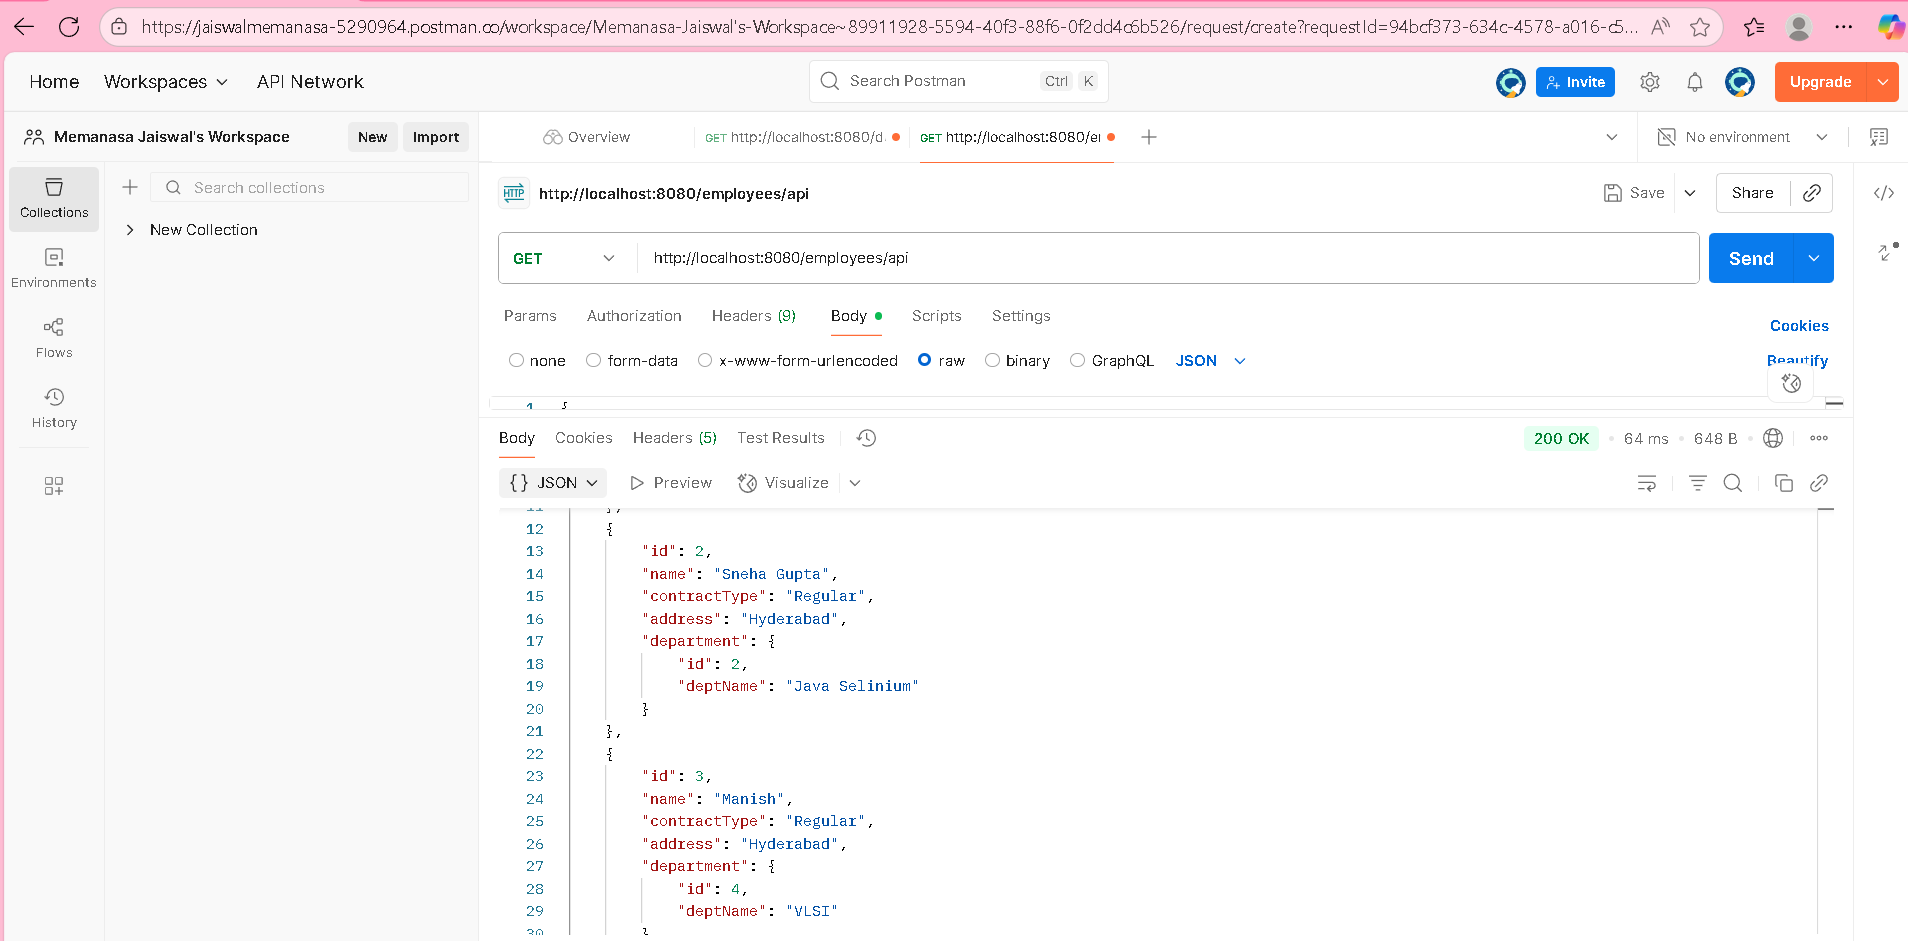 https://jaiswalmemanasa-5290964.postman.co/workspace/Memanasa-Jaiswal's-Workspace~89911928-5594-40f3-88f6-0f2dd4c6b526/request/create?requestId=94bcf373-634c-4578-a016-c5...
Home Workspaces API Network Search Postman Ctrl K Invite Upgrade
Memanasa Jaiswal's Workspace New Import Overview GET http://localhost:8080/d GET http://localhost:8080/e No environment
Collections
Search collections
New Collection
Environments
Flows
History
HTTP http://localhost:8080/employees/api Save Share
GET http://localhost:8080/employees/api Send
Params Authorization Headers (9) Body Scripts Settings Cookies
none form-data x-www-form-urlencoded raw binary GraphQL JSON Beautify
1 {
Body Cookies Headers (5) Test Results 200 OK 64 ms 648 B
{} JSON Preview Visualize
11 },
12 {
13 "id": 2,
14 "name": "Sneha Gupta",
15 "contractType": "Regular",
16 "address": "Hyderabad",
17 "department": {
18 "id": 2,
19 "deptName": "Java Selinium"
20 }
21 },
22 {
23 "id": 3,
24 "name": "Manish",
25 "contractType": "Regular",
26 "address": "Hyderabad",
27 "department": {
28 "id": 4,
29 "deptName": "VLSI"
30 }